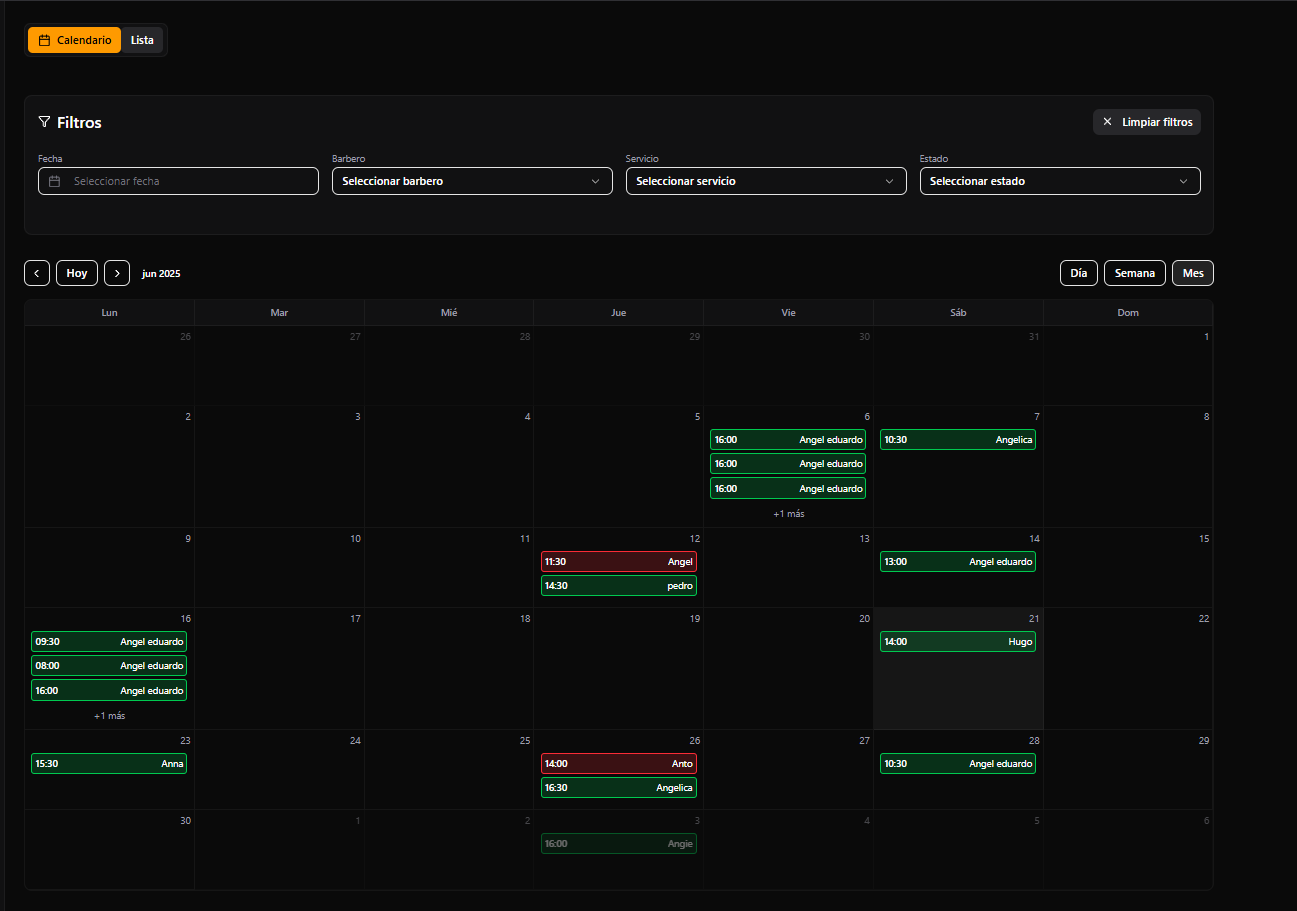 Calendario Lista
Filtros
Limpiar filtros
Fecha Barbero Servicio Estado
Seleccionar fecha Seleccionar barbero Seleccionar servicio Seleccionar estado
Hoy jun 2025 Día Semana Mes
Lun Mar Mié Jue Vie Sáb Dom
26 27 28 29 30 31 1
2 3 4 5 6 7 8
16:00 Angel eduardo 10:30 Angelica
16:00 Angel eduardo
16:00 Angel eduardo
+1 más
9 10 11 12 13 14 15
11:30 Angel 13:00 Angel eduardo
14:30 pedro
16 17 18 19 20 21 22
09:30 Angel eduardo 14:00 Hugo
08:00 Angel eduardo
16:00 Angel eduardo
+1 más
23 24 25 26 27 28 29
15:30 Anna 14:00 Anto 10:30 Angel eduardo
16:30 Angelica
30 1 2 3 4 5 6
16:00 Angie